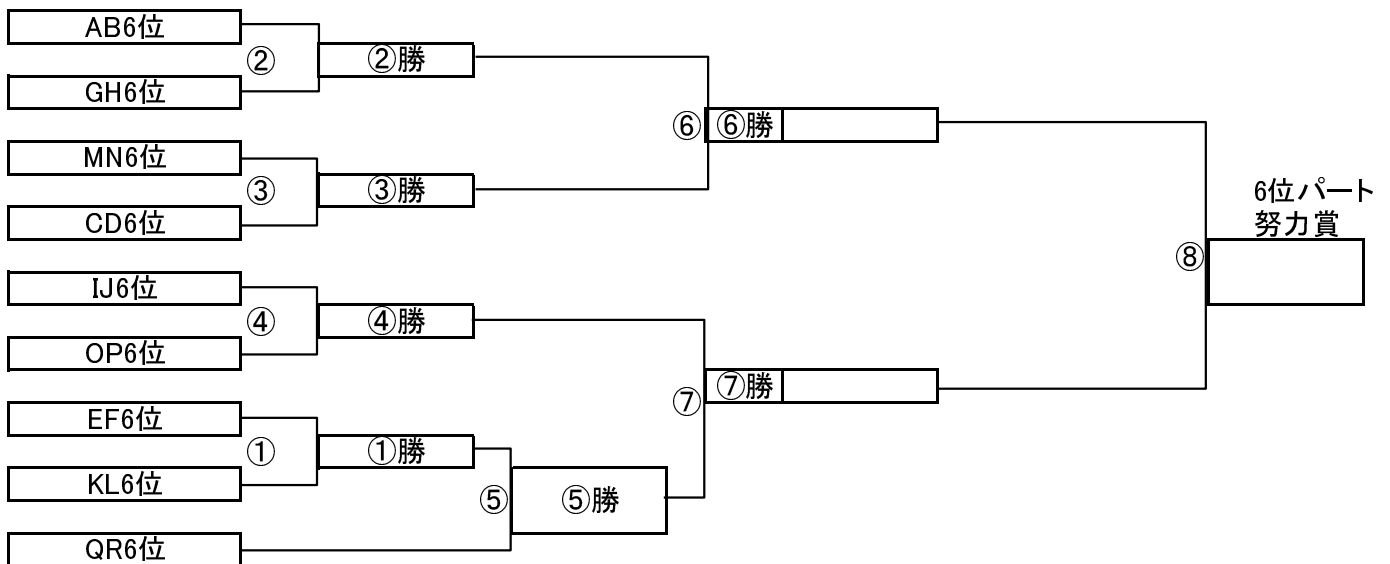 AB6位
②
②勝
GH6位
⑥
⑥勝
MN6位
③
③勝
CD6位
6位パート
努力賞
⑧
IJ6位
④
④勝
OP6位
⑦
⑦勝
EF6位
①
①勝
KL6位
⑤
⑤勝
QR6位